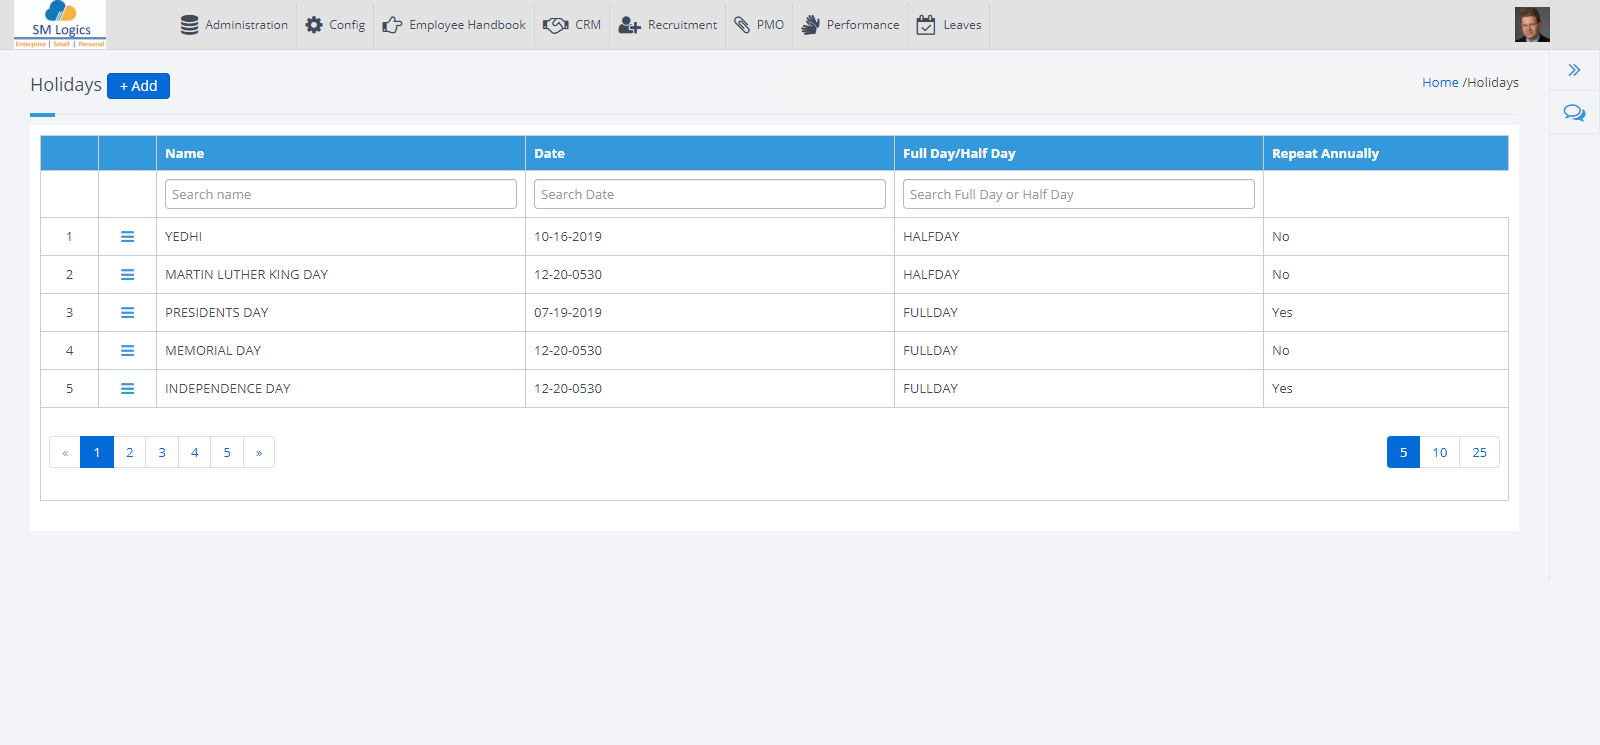 SM Logics
Enterprise | Small | Personal
Administration Config Employee Handbook CRM Recruitment PMO Performance Leaves
Holidays + Add
Home /Holidays
Name Date Full Day/Half Day Repeat Annually
Search name Search Date Search Full Day or Half Day
1 YEDHI 10-16-2019 HALFDAY No
2 MARTIN LUTHER KING DAY 12-20-0530 HALFDAY No
3 PRESIDENTS DAY 07-19-2019 FULLDAY Yes
4 MEMORIAL DAY 12-20-0530 FULLDAY No
5 INDEPENDENCE DAY 12-20-0530 FULLDAY Yes
« 1 2 3 4 5 » 5 10 25